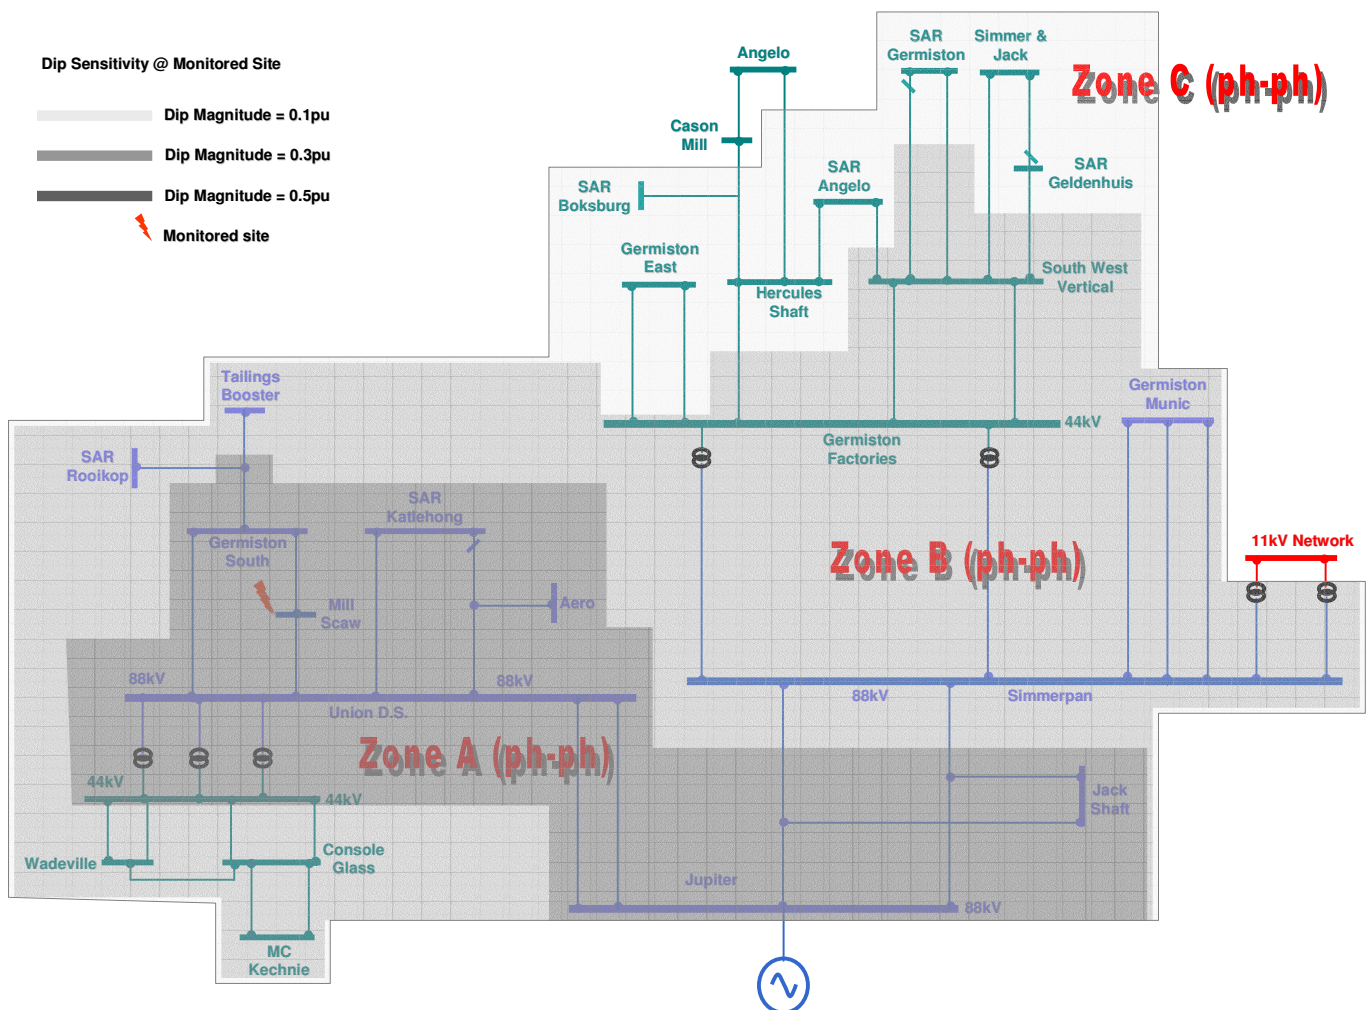 Dip Sensitivity @ Monitored Site
Dip Magnitude = 0.1pu
Dip Magnitude = 0.3pu
Dip Magnitude = 0.5pu
Monitored site
Angelo
SAR
Germiston
Simmer &
Jack
Zone C (ph-ph)
Cason
Mill
SAR
Boksburg
SAR
Angelo
SAR
Geldenhuis
Germiston
East
Hercules
Shaft
South West
Vertical
Tailings
Booster
Germiston
Munic
44kV
Germiston
Factories
SAR
Rooikop
SAR
Katlehong
Germiston
South
Zone B (ph-ph)
11kV Network
Mill
Scaw
Aero
88kV
88kV
Union D.S.
88kV
Simmerpan
Zone A (ph-ph)
44kV
44kV
Jack
Shaft
Wadeville
Console
Glass
Jupiter
88kV
MC
Kechnie